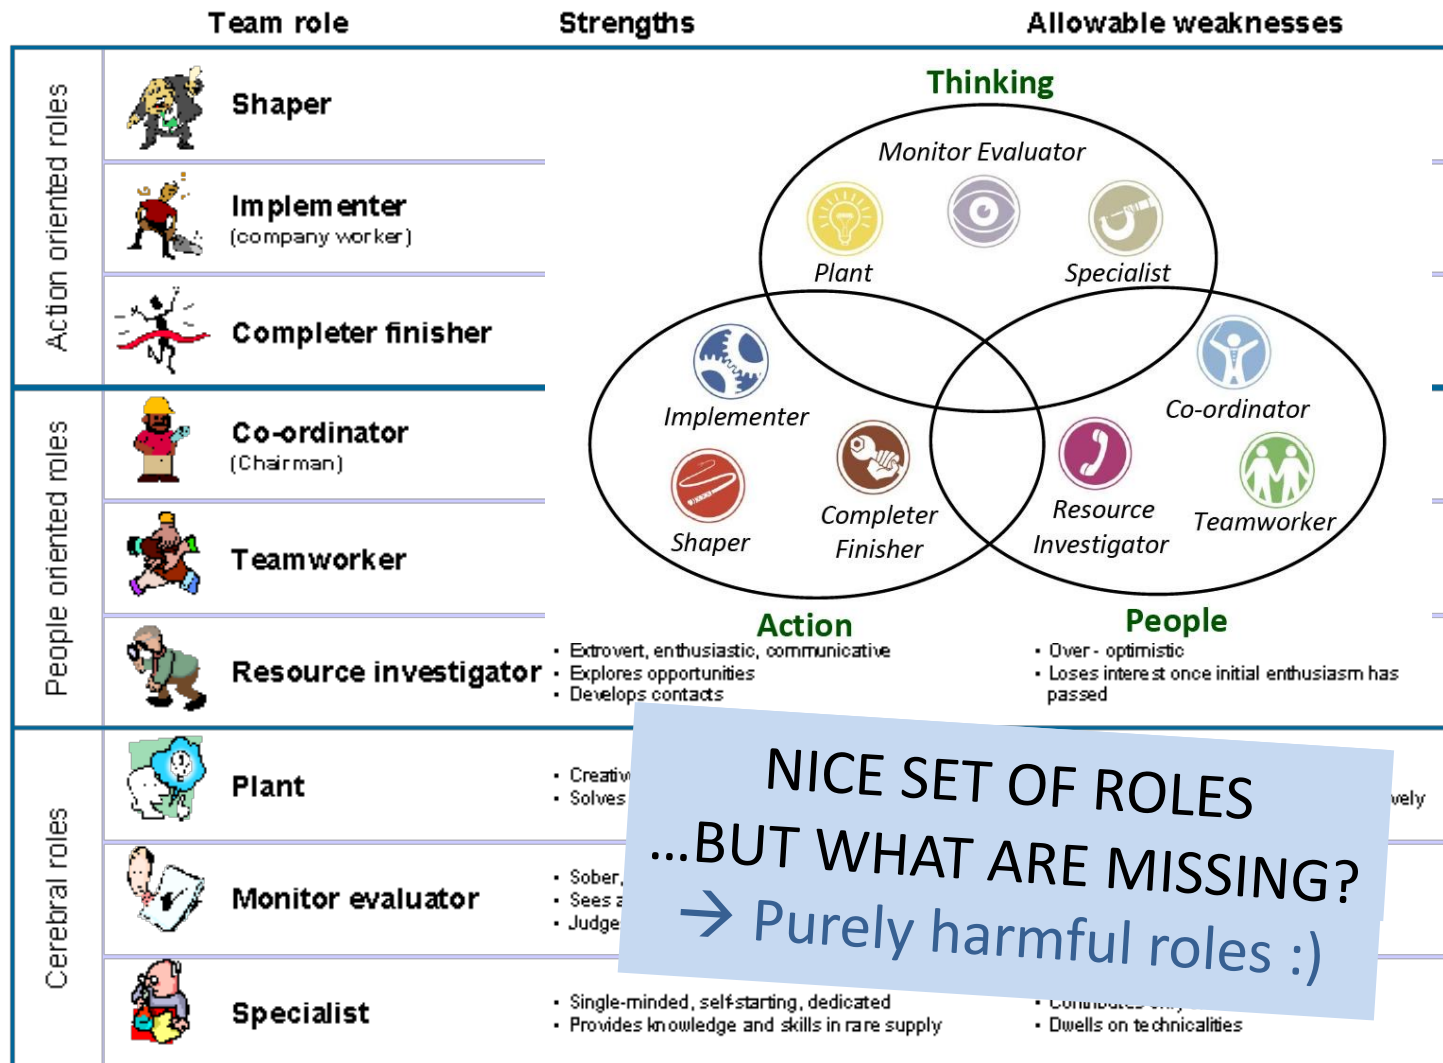 Team role Strengths Allowable weaknesses
Action oriented roles
Shaper
Implementer
(company worker)
Completer finisher
People oriented roles
Co-ordinator
(Chairman)
Teamworker
Resource investigator
• Extrovert, enthusiastic, communicative
• Explores opportunities
• Develops contacts
• Over - optimistic
• Loses interest once initial enthusiasm has
passed
Cerebral roles
Plant
• Solves
Monitor evaluator
• Sober,
• Sees
Specialist
• Single-minded, self-starting, dedicated
• Provides knowledge and skills in rare supply
• Dwells on technicalities
Thinking
Monitor Evaluator
Plant
Specialist
Implementer
Co-ordinator
Shaper
Completer
Finisher
Resource
Investigator
Teamworker
Action
People
NICE SET OF ROLES
...BUT WHAT ARE MISSING?
→ Purely harmful roles :)